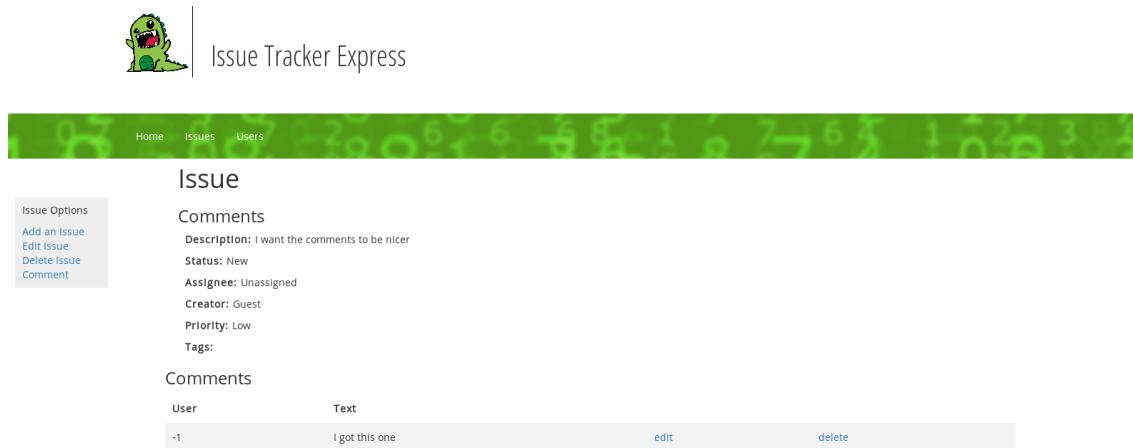 Issue Tracker Express
Home Issues Users
Issue
Issue Options
Add an Issue
Edit Issue
Delete Issue
Comment
Comments
Description: I want the comments to be nicer
Status: New
Assignee: Unassigned
Creator: Guest
Priority: Low
Tags:
Comments
User Text
-1 I got this one edit delete